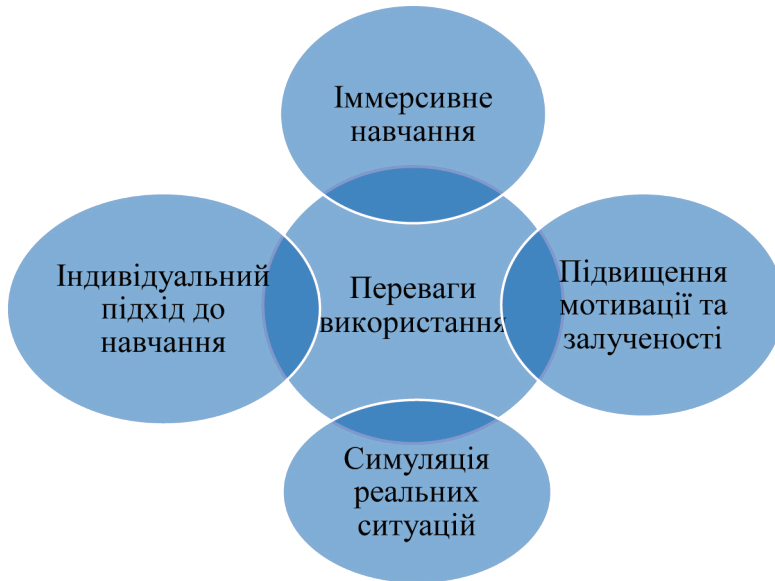 Іммерсивне
навчання
Індивідуальний
підхід до
навчання
Переваги
використання
Підвищення
мотивації та
залученості
Симуляція
реальних
ситуацій